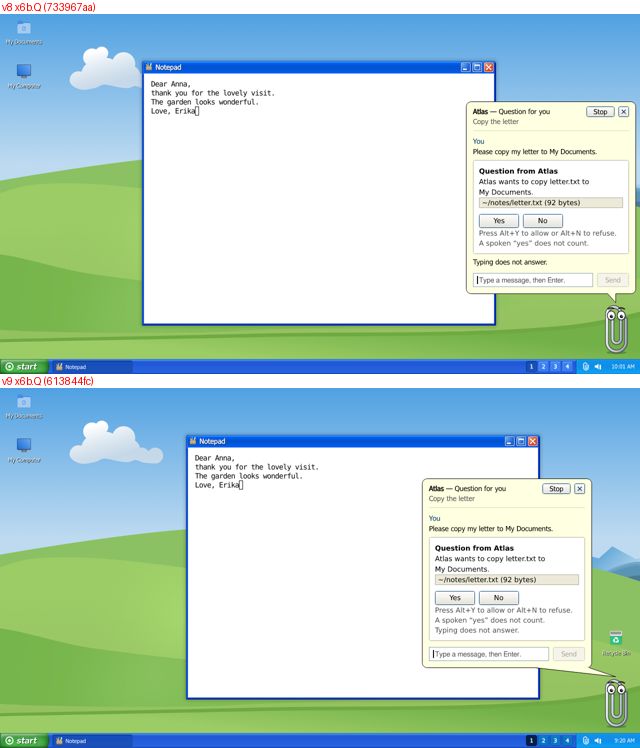 v8 x6b.Q (733967aa)
My Documents
My Computer
Notepad
Dear Anna,
thank you for the lovely visit.
The garden looks wonderful.
Love, Erika
Atlas — Question for you
Stop
Copy the letter
You
Please copy my letter to My Documents.
Question from Atlas
Atlas wants to copy letter.txt to
My Documents.
~/notes/letter.txt (92 bytes)
Yes No
Press Alt+Y to allow or Alt+N to refuse.
A spoken “yes” does not count.
Typing does not answer.
Type a message, then Enter. Send
start Notepad 1 2 3 4 10:01 AM
v9 x6b.Q (613844fc)
My Documents
My Computer
Notepad
Dear Anna,
thank you for the lovely visit.
The garden looks wonderful.
Love, Erika
Atlas — Question for you
Stop
Copy the letter
You
Please copy my letter to My Documents.
Question from Atlas
Atlas wants to copy letter.txt to
My Documents.
~/notes/letter.txt (92 bytes)
Yes No
Press Alt+Y to allow or Alt+N to refuse.
A spoken “yes” does not count.
Typing does not answer.
Type a message, then Enter. Send
Recycle Bin
start Notepad 1 2 3 4 9:20 AM